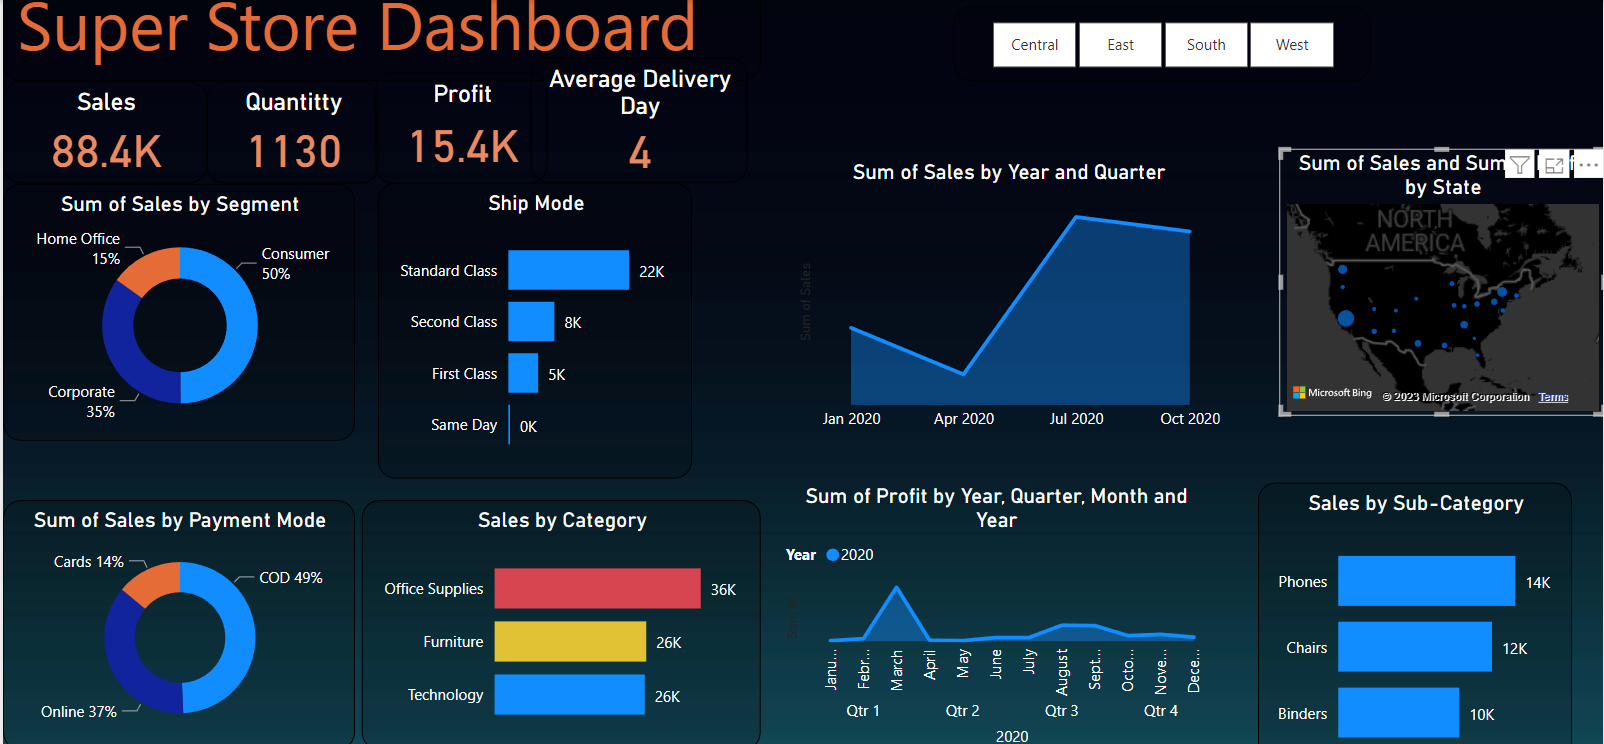 Super Store Dashboard
Central
East
South
West
Sales
88.4K
Quantitty
1130
Profit
15.4K
Average Delivery
Day
4
Sum of Sales by Segment
Home Office
15%
Consumer
50%
Corporate
35%
Ship Mode
Standard Class
22K
Second Class
8K
First Class
5K
Same Day
0K
Sum of Sales by Year and Quarter
Sum of Sales
Jan 2020
Apr 2020
Jul 2020
Oct 2020
Sum of Sales and Sum
by State
NORTH
AMERICA
Microsoft Bing
© 2023 Microsoft Corporation
Terms
Sum of Sales by Payment Mode
Cards 14%
COD 49%
Online 37%
Sales by Category
Office Supplies
36K
Furniture
26K
Technology
26K
Sum of Profit by Year, Quarter, Month and
Year
Year
2020
Janu...
Febr...
March
April
May
June
July
August
Sept...
Octo...
Nove...
Dece...
Qtr 1
Qtr 2
Qtr 3
Qtr 4
2020
Sales by Sub-Category
Phones
14K
Chairs
12K
Binders
10K